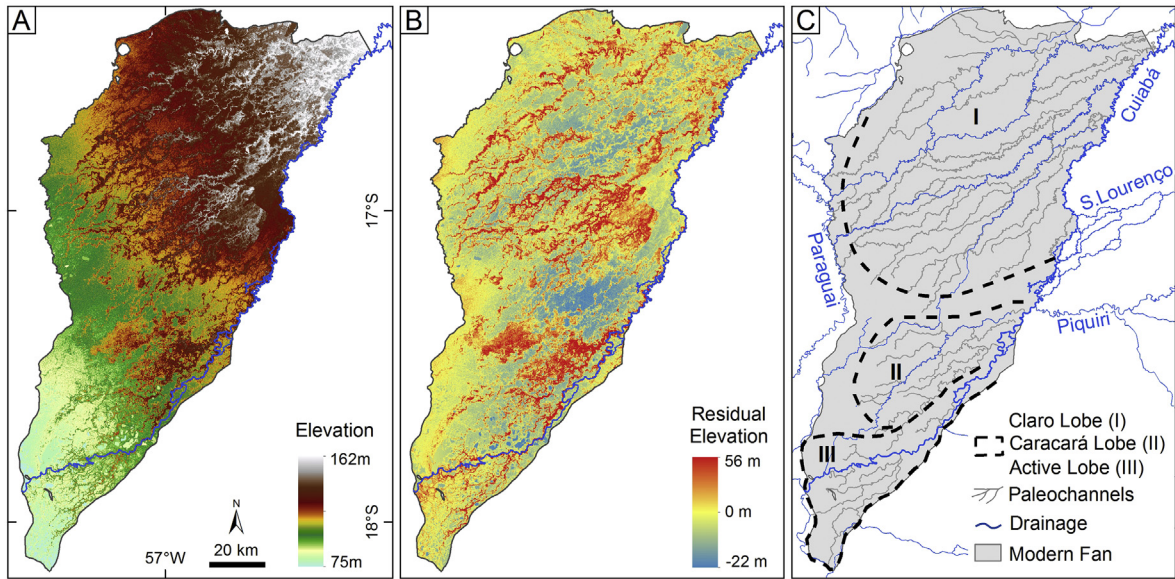 A
17°S
18°S
57°W
N
20 km
Elevation
162m
75m
B
Residual
Elevation
56 m
0 m
-22 m
C
I
Cuiabá
S.Lourenço
Paraguai
Piquiri
II
III
Claro Lobe (I)
Caracará Lobe (II)
Active Lobe (III)
Paleochannels
Drainage
Modern Fan